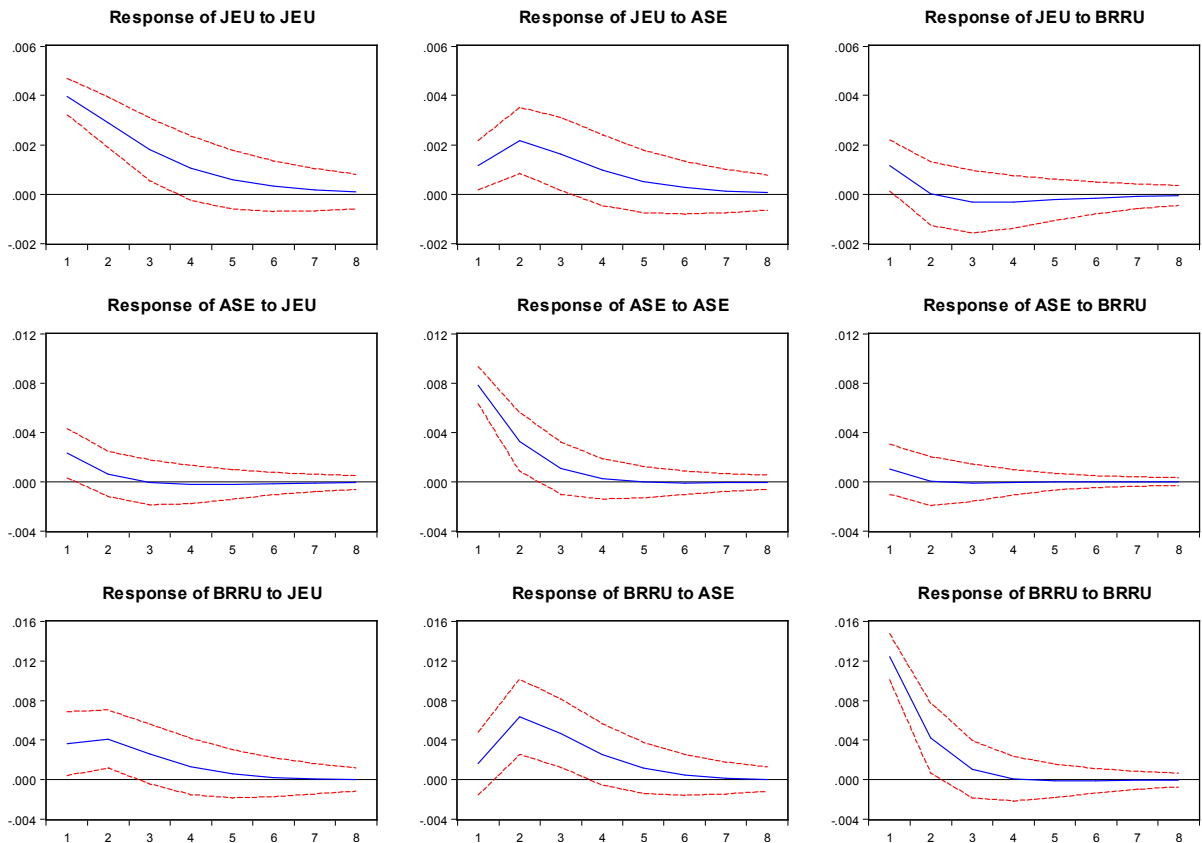 Response of JEU to JEU
Response of JEU to ASE
Response of JEU to BRRU
.006
.004
.002
.000
-.002
1 2 3 4 5 6 7 8
.006
.004
.002
.000
-.002
1 2 3 4 5 6 7 8
.006
.004
.002
.000
-.002
1 2 3 4 5 6 7 8
Response of ASE to JEU
Response of ASE to ASE
Response of ASE to BRRU
.012
.008
.004
.000
-.004
1 2 3 4 5 6 7 8
.012
.008
.004
.000
-.004
1 2 3 4 5 6 7 8
.012
.008
.004
.000
-.004
1 2 3 4 5 6 7 8
Response of BRRU to JEU
Response of BRRU to ASE
Response of BRRU to BRRU
.016
.012
.008
.004
.000
-.004
1 2 3 4 5 6 7 8
.016
.012
.008
.004
.000
-.004
1 2 3 4 5 6 7 8
.016
.012
.008
.004
.000
-.004
1 2 3 4 5 6 7 8